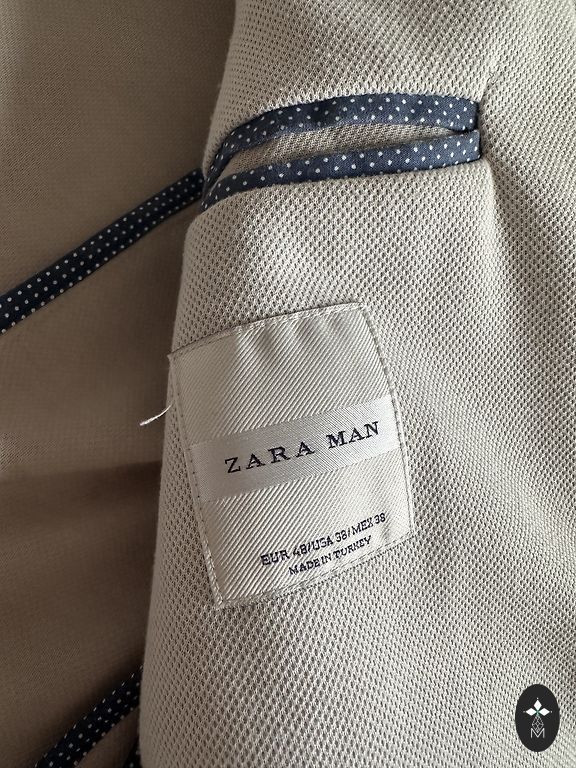 ZARA MAN
EUR 48/USA 38/MEX 38
MADE IN TURKEY
M